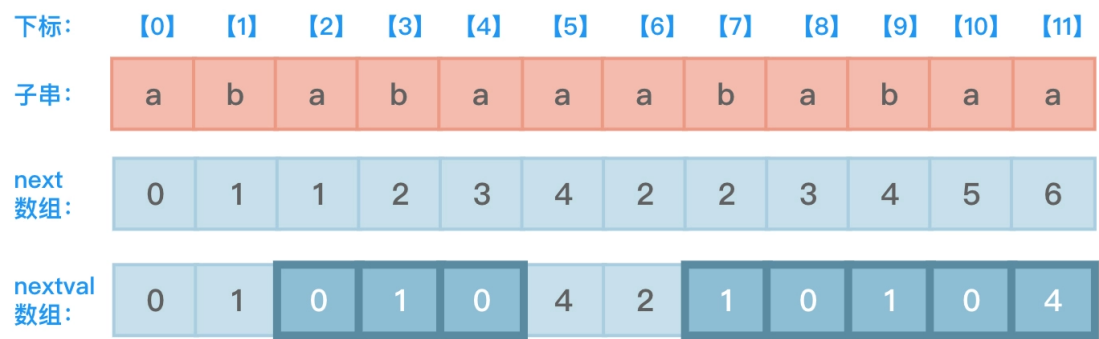 下标： 【0】 【1】 【2】 【3】 【4】 【5】 【6】 【7】 【8】 【9】 【10】 【11】
子串： a b a b a a a b a b a a
next
数组： 0 1 1 2 3 4 2 2 3 4 5 6
nextval
数组： 0 1 0 1 0 4 2 1 0 1 0 4